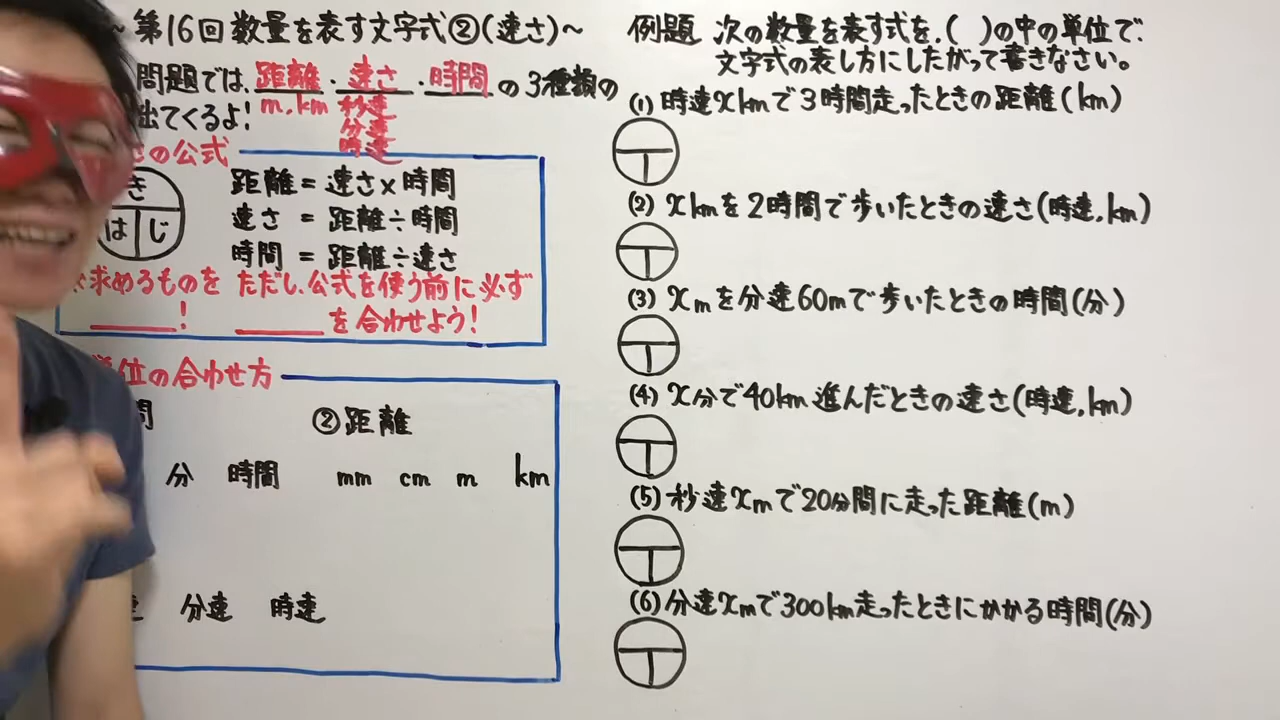 ~第16回数量を表す文字式②(速さ)~
問題では、距離・速さ・時間の3種類の
m,km 秒速
分速
出てくるよ!
時速
の公式
き
はじ
距離=速さ×時間
速さ=距離÷時間
時間=距離÷速さ
求めるものを ただし、公式を使う前に必ず
! を合わせよう!
単位の合わせ方
間 ②距離
分 時間 mm cm m km
分速 時速
例題 次の数量を表す式を、( )の中の単位で、
文字式の表し方にしたがって書きなさい。
(1) 時速xkmで3時間走ったときの距離(km)
(2) xkmを2時間で歩いたときの速さ(時速,km)
(3) xmを分速60mで歩いたときの時間(分)
(4) x分で40km進んだときの速さ(時速,km)
(5) 秒速xmで20分間に走った距離(m)
(6) 分速xmで300km走ったときにかかる時間(分)